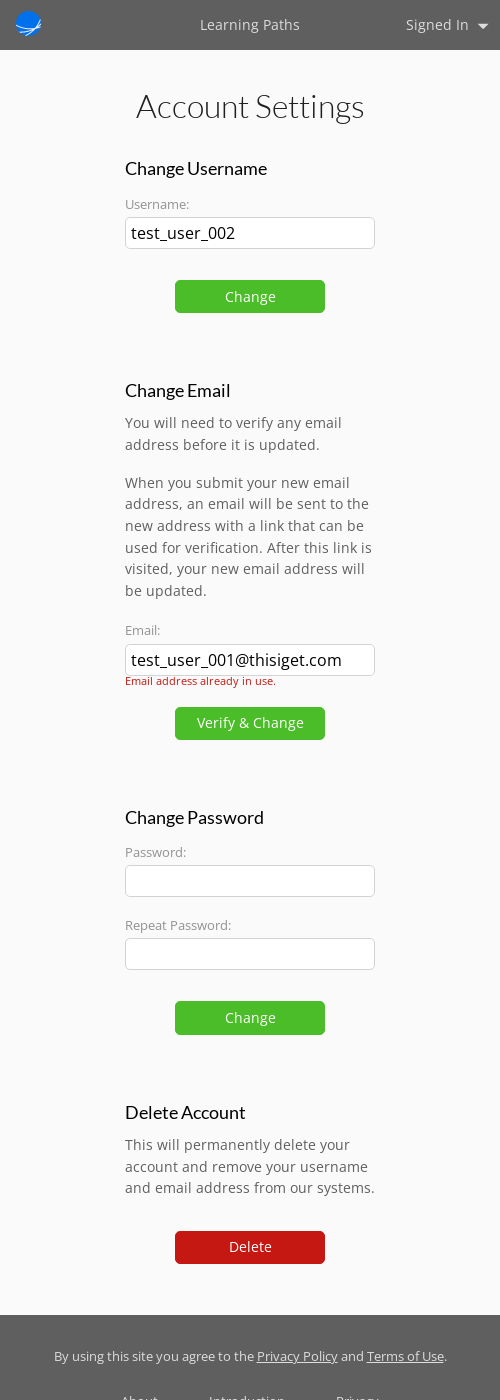 Learning Paths
Signed In
Account Settings
Change Username
Username:
test_user_002
Change
Change Email
You will need to verify any email
address before it is updated.
When you submit your new email
address, an email will be sent to the
new address with a link that can be
used for verification. After this link is
visited, your new email address will
be updated.
Email:
test_user_001@thisiget.com
Email address already in use.
Verify & Change
Change Password
Password:
Repeat Password:
Change
Delete Account
This will permanently delete your
account and remove your username
and email address from our systems.
Delete
By using this site you agree to the Privacy Policy and Terms of Use.
About Introduction Privacy